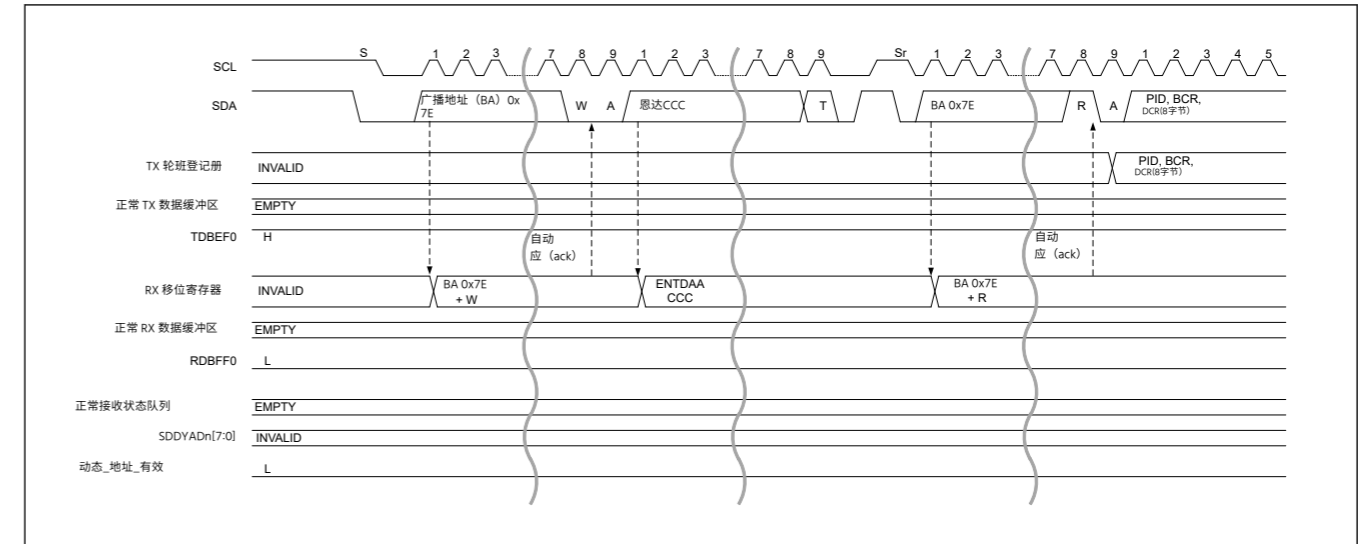 S 1 2 3 7 8 9 1 2 3 7 8 9 Sr 1 2 3 7 8 9 1 2 3 4 5
SCL
SDA
广播地址（BA）0x
7E
W A
恩达CCC
T
BA 0x7E
R A
PID, BCR,
DCR(8字节)
TX 轮班登记册
INVALID
PID, BCR,
DCR(8字节)
正常 TX 数据缓冲区
EMPTY
TDBEF0
H
自动
应（ack）
自动
应（ack）
RX 移位寄存器
INVALID
BA 0x7E
+ W
ENTDAA
CCC
BA 0x7E
+ R
正常 RX 数据缓冲区
EMPTY
RDBFF0
L
正常接收状态队列
EMPTY
SDDYADn[7:0]
INVALID
动态_地址_有效
L